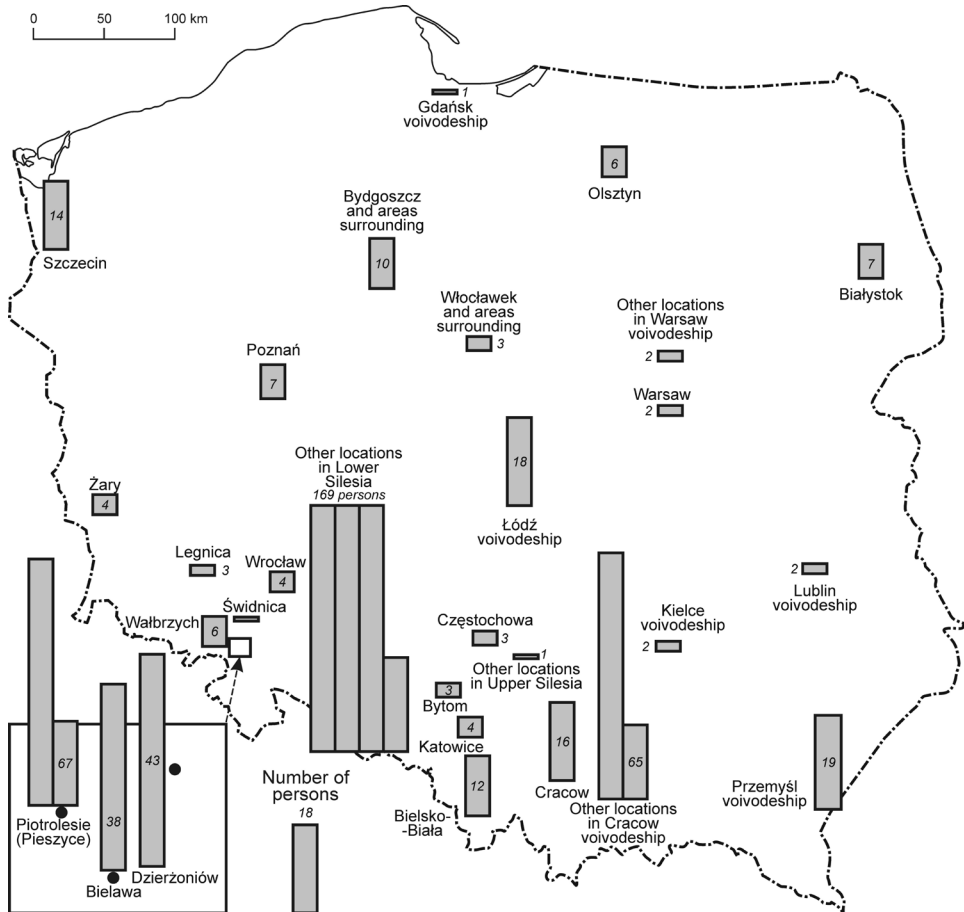 0 50 100 km
1
Gdańsk
voivodeship
6
Olsztyn
14
Szczecin
Bydgoszcz
and areas
surrounding
10
7
Białystok
Włocławek
and areas
surrounding
3
Other locations
in Warsaw
voivodeship
2
Warsaw
2
Poznań
7
18
Łódź
voivodeship
Other locations
in Lower
Silesia
169 persons
Żary
4
Legnica
3
Wrocław
4
Świdnica
Wałbrzych
6
2
Lublin
voivodeship
Kielce
voivodeship
2
Częstochowa
3
1
Other locations
in Upper Silesia
3
Bytom
4
Katowice
12
Bielsko-
-Biała
16
Cracow
65
Other locations
in Cracow
voivodeship
19
Przemyśl
voivodeship
67
Piotrolesie
(Pieszyce)
38
Bielawa
43
Dzierżoniów
Number of
persons
18